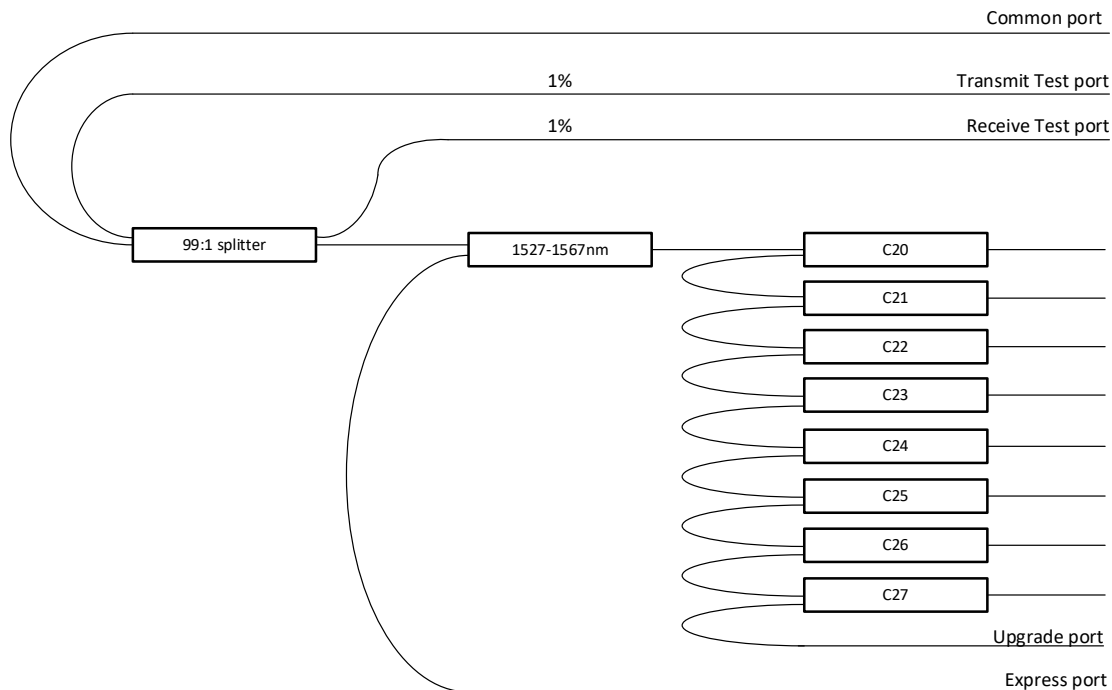 Common port
1%
Transmit Test port
1%
Receive Test port
99:1 splitter
1527-1567nm
C20
C21
C22
C23
C24
C25
C26
C27
Upgrade port
Express port